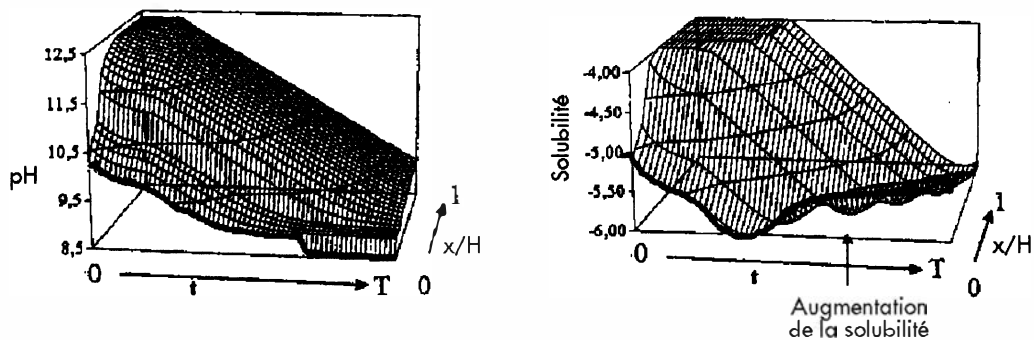 12,5
11,5
10,5
pH
9,5
8,5
0
t
T
0
x/H
1
-4,00
-4,50
Solubilité
-5,00
-5,50
-6,00
0
t
T
0
x/H
1
Augmentation
de la solubilité